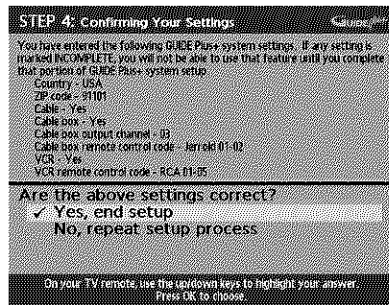 STEP 4: Confirming Your Settings
GUIDE
You have entered the following GUIDE Plus+ system settings. If any setting is
marked INCOMPLETE, you will not be able to use that feature until you complete
that portion of GUIDE Plus+ system setup
Country - USA
ZIP code - 91101
Cable - Yes
Cable box - Yes
Cable box output channel - 03
Cable box remote control code - Jerrold 01-02
VCR - Yes
VCR remote control code - RCA 01-05
Are the above settings correct?
✓ Yes, end setup
No, repeat setup process
On your TV remote, use the up/down keys to highlight your answer.
Press OK to choose.